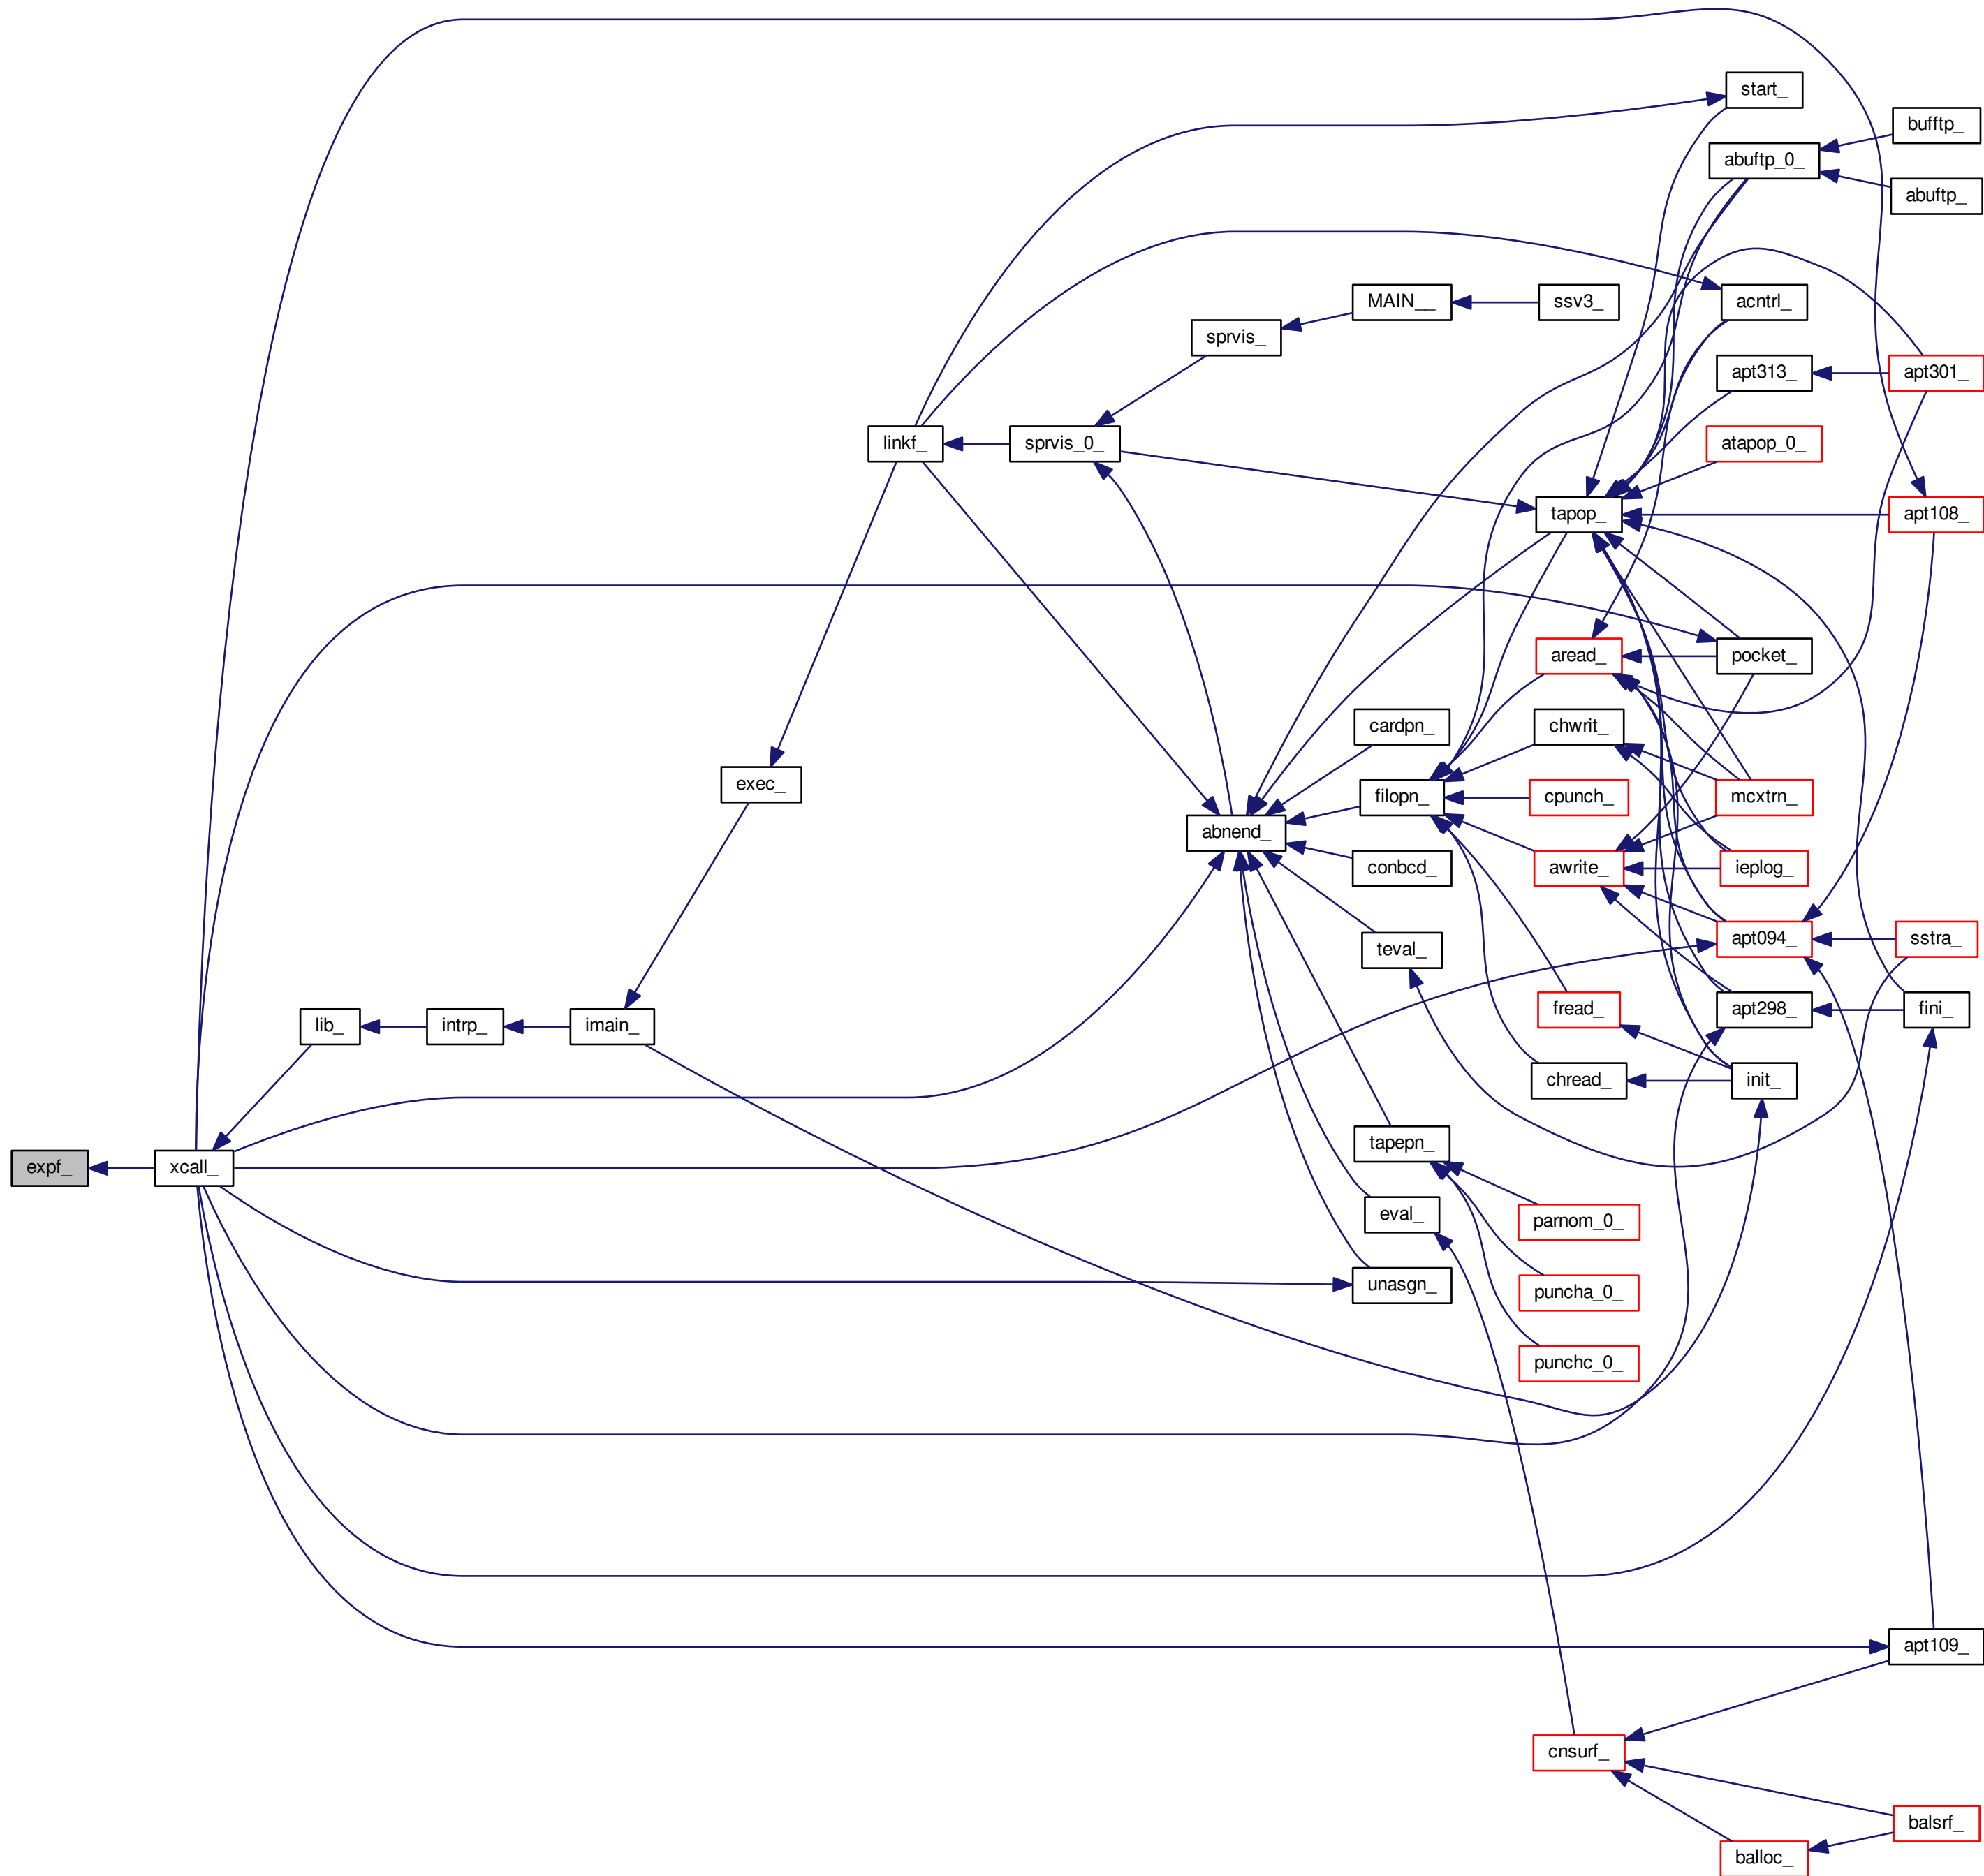 start_
bufftp_
abuftp_0_
abuftp_
MAIN__
ssv3_
acntrl_
sprvis_
apt313_
apt301_
linkf_
sprvis_0_
atapop_0_
tapop_
apt108_
aread_
pocket_
cardpn_
chwrit_
exec_
filopn_
cpunch_
mcxtrn_
abnend_
conbcd_
awrite_
ieplog_
teval_
apt094_
sstra_
lib_
intrp_
imain_
fread_
apt298_
fini_
chread_
init_
tapepn_
expf_
xcall_
eval_
parnom_0_
unasgn_
puncha_0_
punchc_0_
apt109_
cnsurf_
balsrf_
balloc_